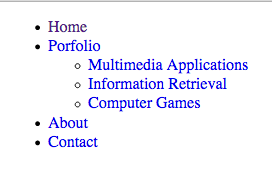 Home
Porfolio
Multimedia Applications
Information Retrieval
Computer Games
About
Contact